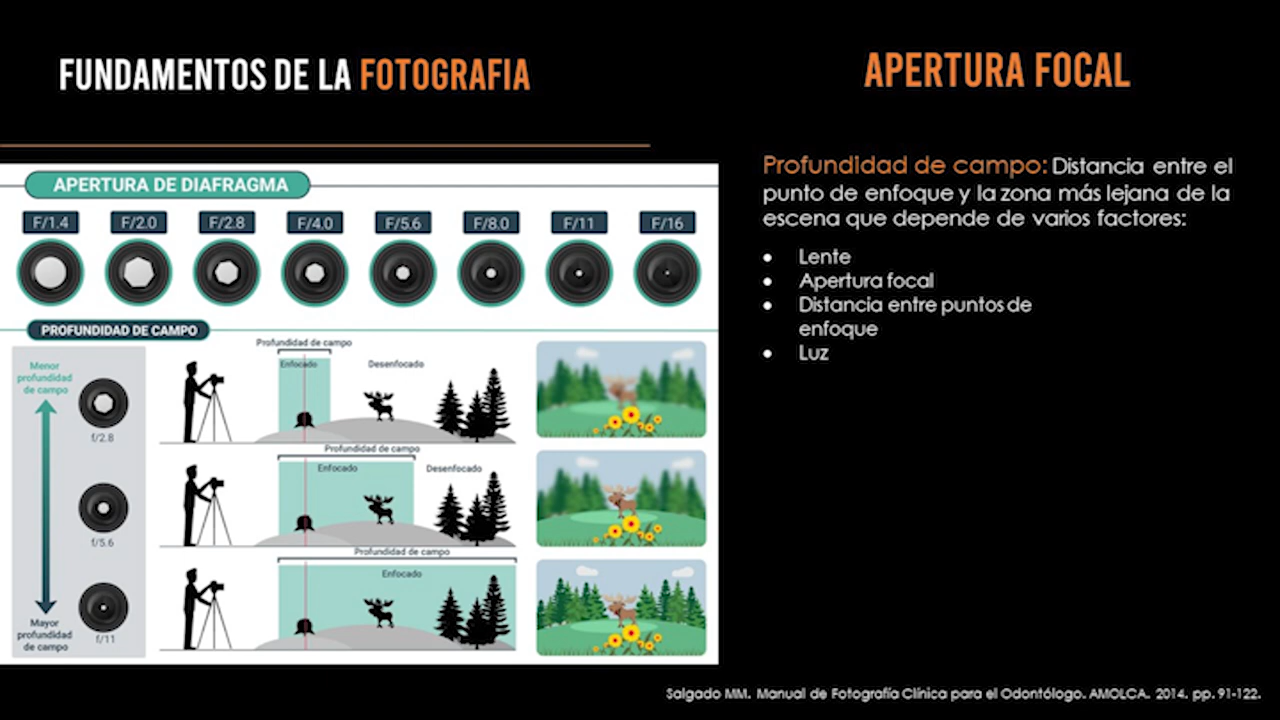 FUNDAMENTOS DE LA FOTOGRAFIA
APERTURA FOCAL
APERTURA DE DIAFRAGMA
F/1.4 F/2.0 F/2.8 F/4.0 F/5.6 F/8.0 F/11 F/16
PROFUNDIDAD DE CAMPO
Menor
profundidad
de campo
f/2.8
f/5.6
f/11
Mayor
profundidad
de campo
Profundidad de campo
Enfocado Desenfocado
Profundidad de campo
Enfocado Desenfocado
Profundidad de campo
Enfocado
Profundidad de campo: Distancia entre el
punto de enfoque y la zona más lejana de la
escena que depende de varios factores:
• Lente
• Apertura focal
• Distancia entre puntos de
enfoque
• Luz
Salgado MM. Manual de Fotografía Clínica para el Odontólogo. AMOLCA. 2014. pp. 91-122.